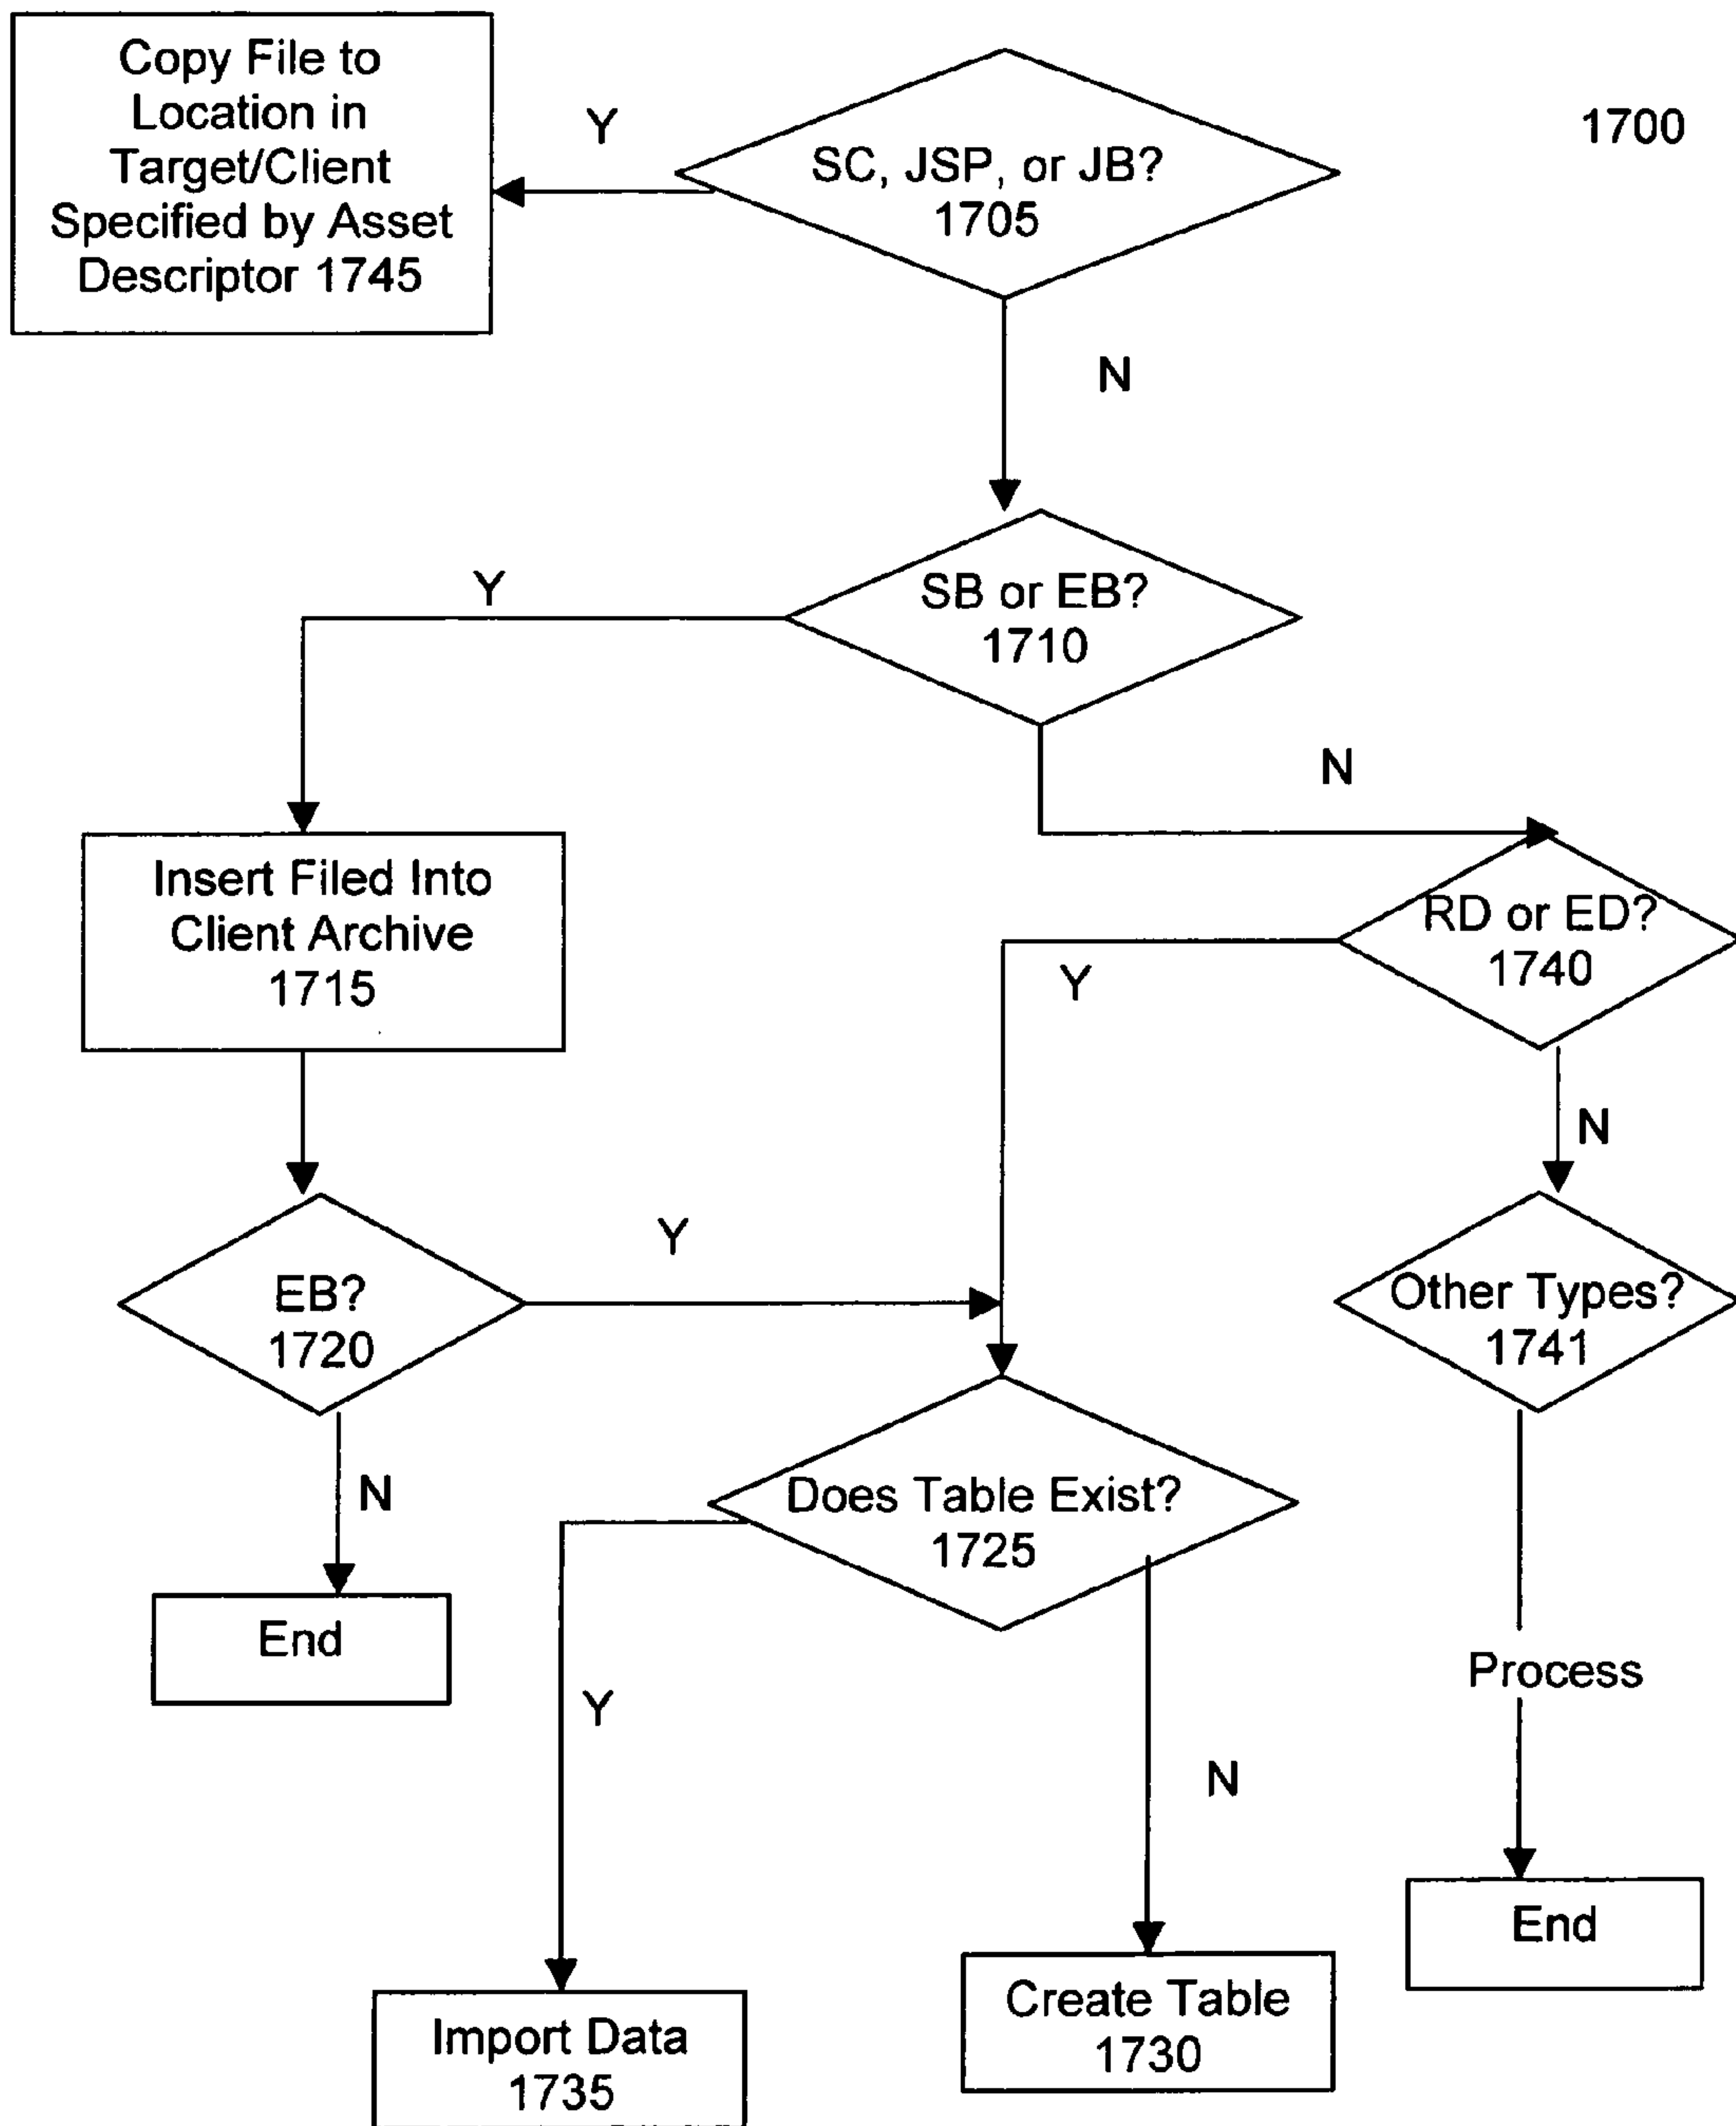 Copy File to
Location in
Target/Client
Specified by Asset
Descriptor 1745
Y
SC, JSP, or JB?
1705
1700
N
SB or EB?
1710
Y
N
Insert Filed Into
Client Archive
1715
RD or ED?
1740
Y
N
EB?
1720
Y
Other Types?
1741
N
Does Table Exist?
1725
End
Y
N
Process
End
Create Table
1730
Import Data
1735